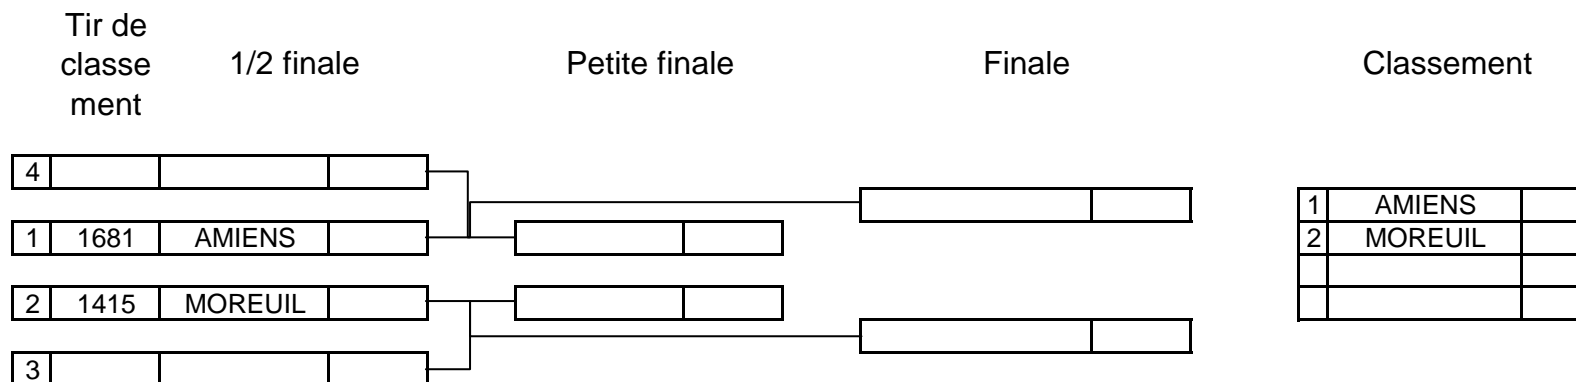 Tir de
classe
ment
1/2 finale
Petite finale
Finale
Classement
4
1 1681 AMIENS
2 1415 MOREUIL
3
1 AMIENS
2 MOREUIL